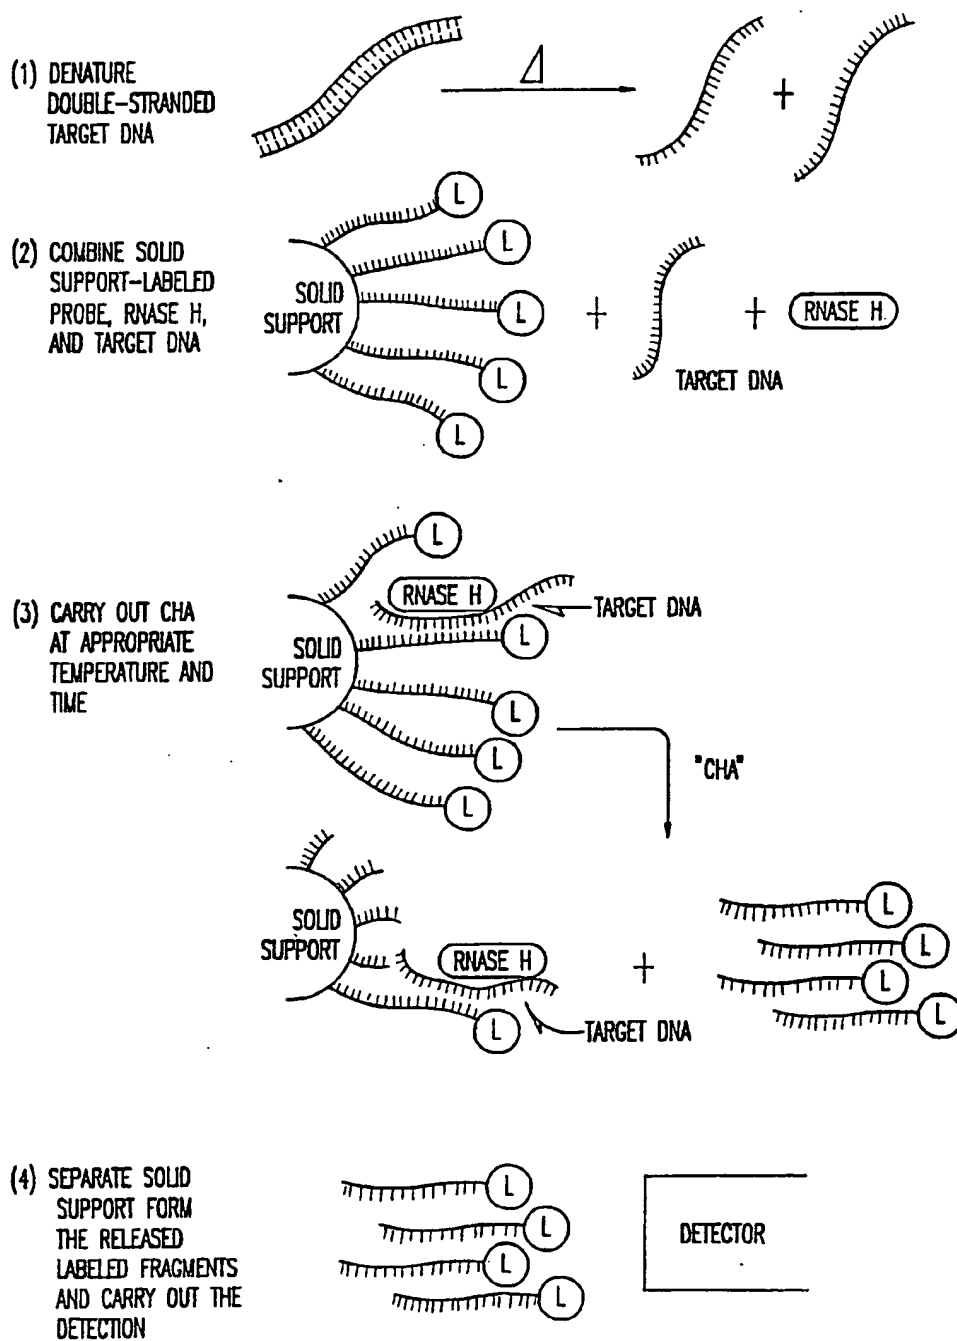 (1) DENATURE
DOUBLE-STRANDED
TARGET DNA
Δ
+
(2) COMBINE SOLID
SUPPORT-LABELED
PROBE, RNASE H,
AND TARGET DNA
SOLID
SUPPORT
L
L
L
L
L
+
TARGET DNA
+
RNASE H
(3) CARRY OUT CHA
AT APPROPRIATE
TEMPERATURE AND
TIME
SOLID
SUPPORT
L
RNASE H
TARGET DNA
L
L
L
L
"CHA"
SOLID
SUPPORT
RNASE H
L
TARGET DNA
+
L
L
L
L
(4) SEPARATE SOLID
SUPPORT FORM
THE RELEASED
LABELED FRAGMENTS
AND CARRY OUT THE
DETECTION
L
L
L
L
DETECTOR